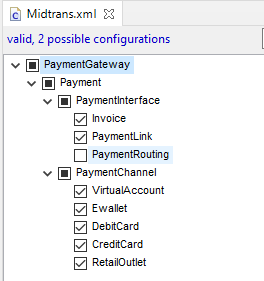 Midtrans.xml
valid, 2 possible configurations
PaymentGateway
Payment
PaymentInterface
Invoice
PaymentLink
PaymentRouting
PaymentChannel
VirtualAccount
Ewallet
DebitCard
CreditCard
RetailOutlet